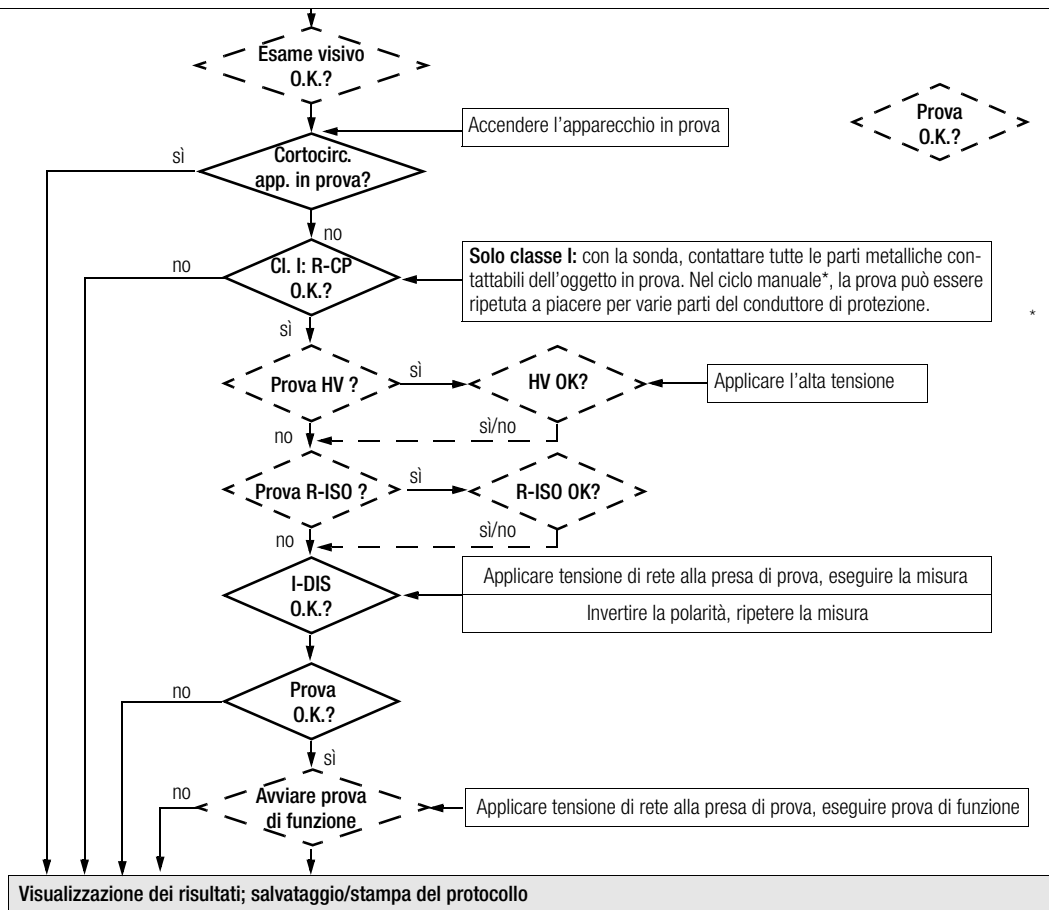 Esame visivo
O.K.?
Prova
O.K.?
Accendere l'apparecchio in prova
sì
Cortocirc.
app. in prova?
no
no
Cl. I: R-CP
O.K.?
Solo classe I: con la sonda, contattare tutte le parti metalliche con-
tattabili dell'oggetto in prova. Nel ciclo manuale*, la prova può essere
ripetuta a piacere per varie parti del conduttore di protezione.
*
sì
Prova HV ?
sì
HV OK?
Applicare l'alta tensione
no
sì/no
Prova R-ISO ?
sì
R-ISO OK?
no
sì/no
I-DIS
O.K.?
Applicare tensione di rete alla presa di prova, eseguire la misura
Invertire la polarità, ripetere la misura
no
Prova
O.K.?
sì
no
Avviare prova
di funzione
Applicare tensione di rete alla presa di prova, eseguire prova di funzione
Visualizzazione dei risultati; salvataggio/stampa del protocollo